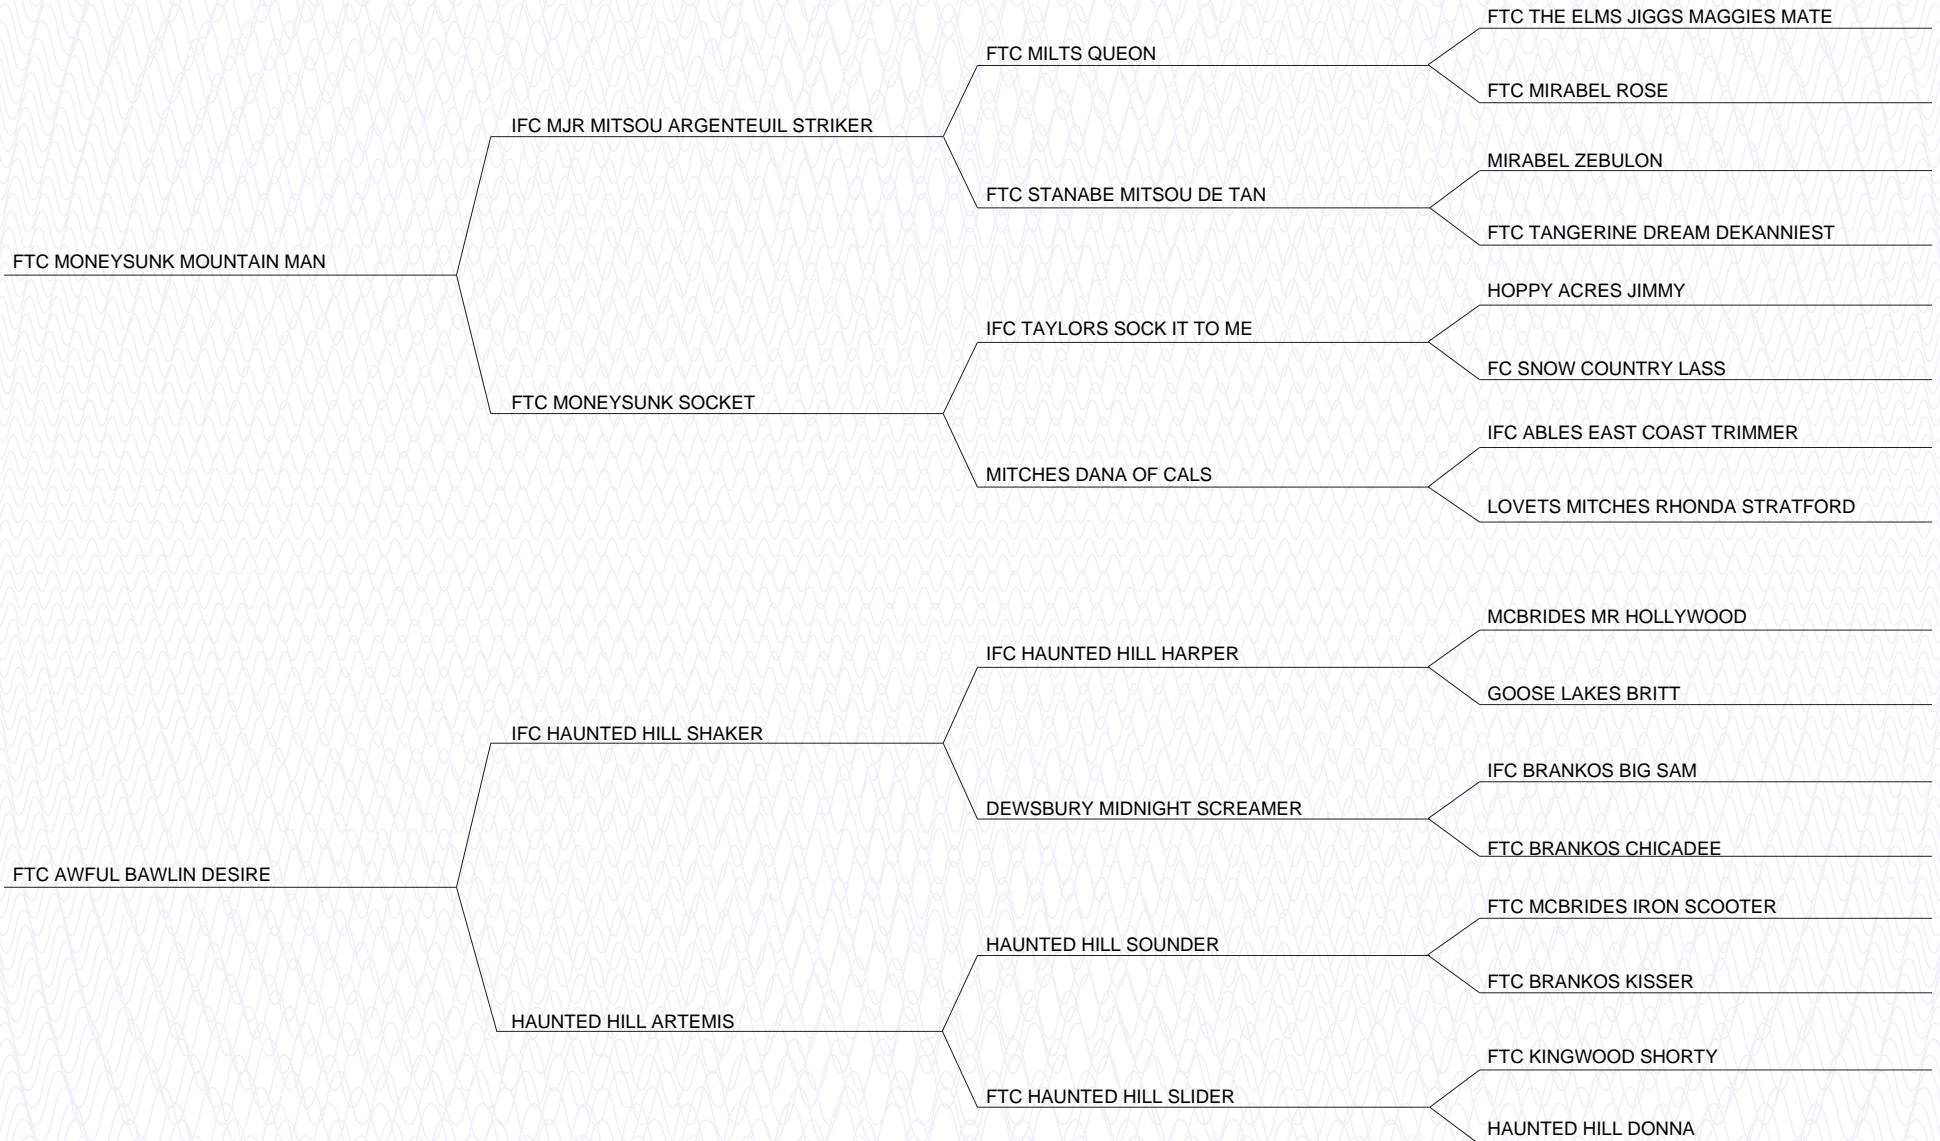 FTC THE ELMS JIGGS MAGGIES MATE
FTC MILTS QUEON
FTC MIRABEL ROSE
IFC MJR MITSOU ARGENTEUIL STRIKER
MIRABEL ZEBULON
FTC STANABE MITSOU DE TAN
FTC TANGERINE DREAM DEKANNIEST
FTC MONEYSUNK MOUNTAIN MAN
HOPPY ACRES JIMMY
IFC TAYLORS SOCK IT TO ME
FC SNOW COUNTRY LASS
FTC MONEYSUNK SOCKET
IFC ABLES EAST COAST TRIMMER
MITCHES DANA OF CALS
LOVETS MITCHES RHONDA STRATFORD
MCBRIDES MR HOLLYWOOD
IFC HAUNTED HILL HARPER
GOOSE LAKES BRITT
IFC HAUNTED HILL SHAKER
IFC BRANKOS BIG SAM
DEWSBURY MIDNIGHT SCREAMER
FTC BRANKOS CHICADEE
FTC AWFUL BAWLIN DESIRE
FTC MCBRIDES IRON SCOOTER
HAUNTED HILL SOUNDER
FTC BRANKOS KISSER
HAUNTED HILL ARTEMIS
FTC KINGWOOD SHORTY
FTC HAUNTED HILL SLIDER
HAUNTED HILL DONNA